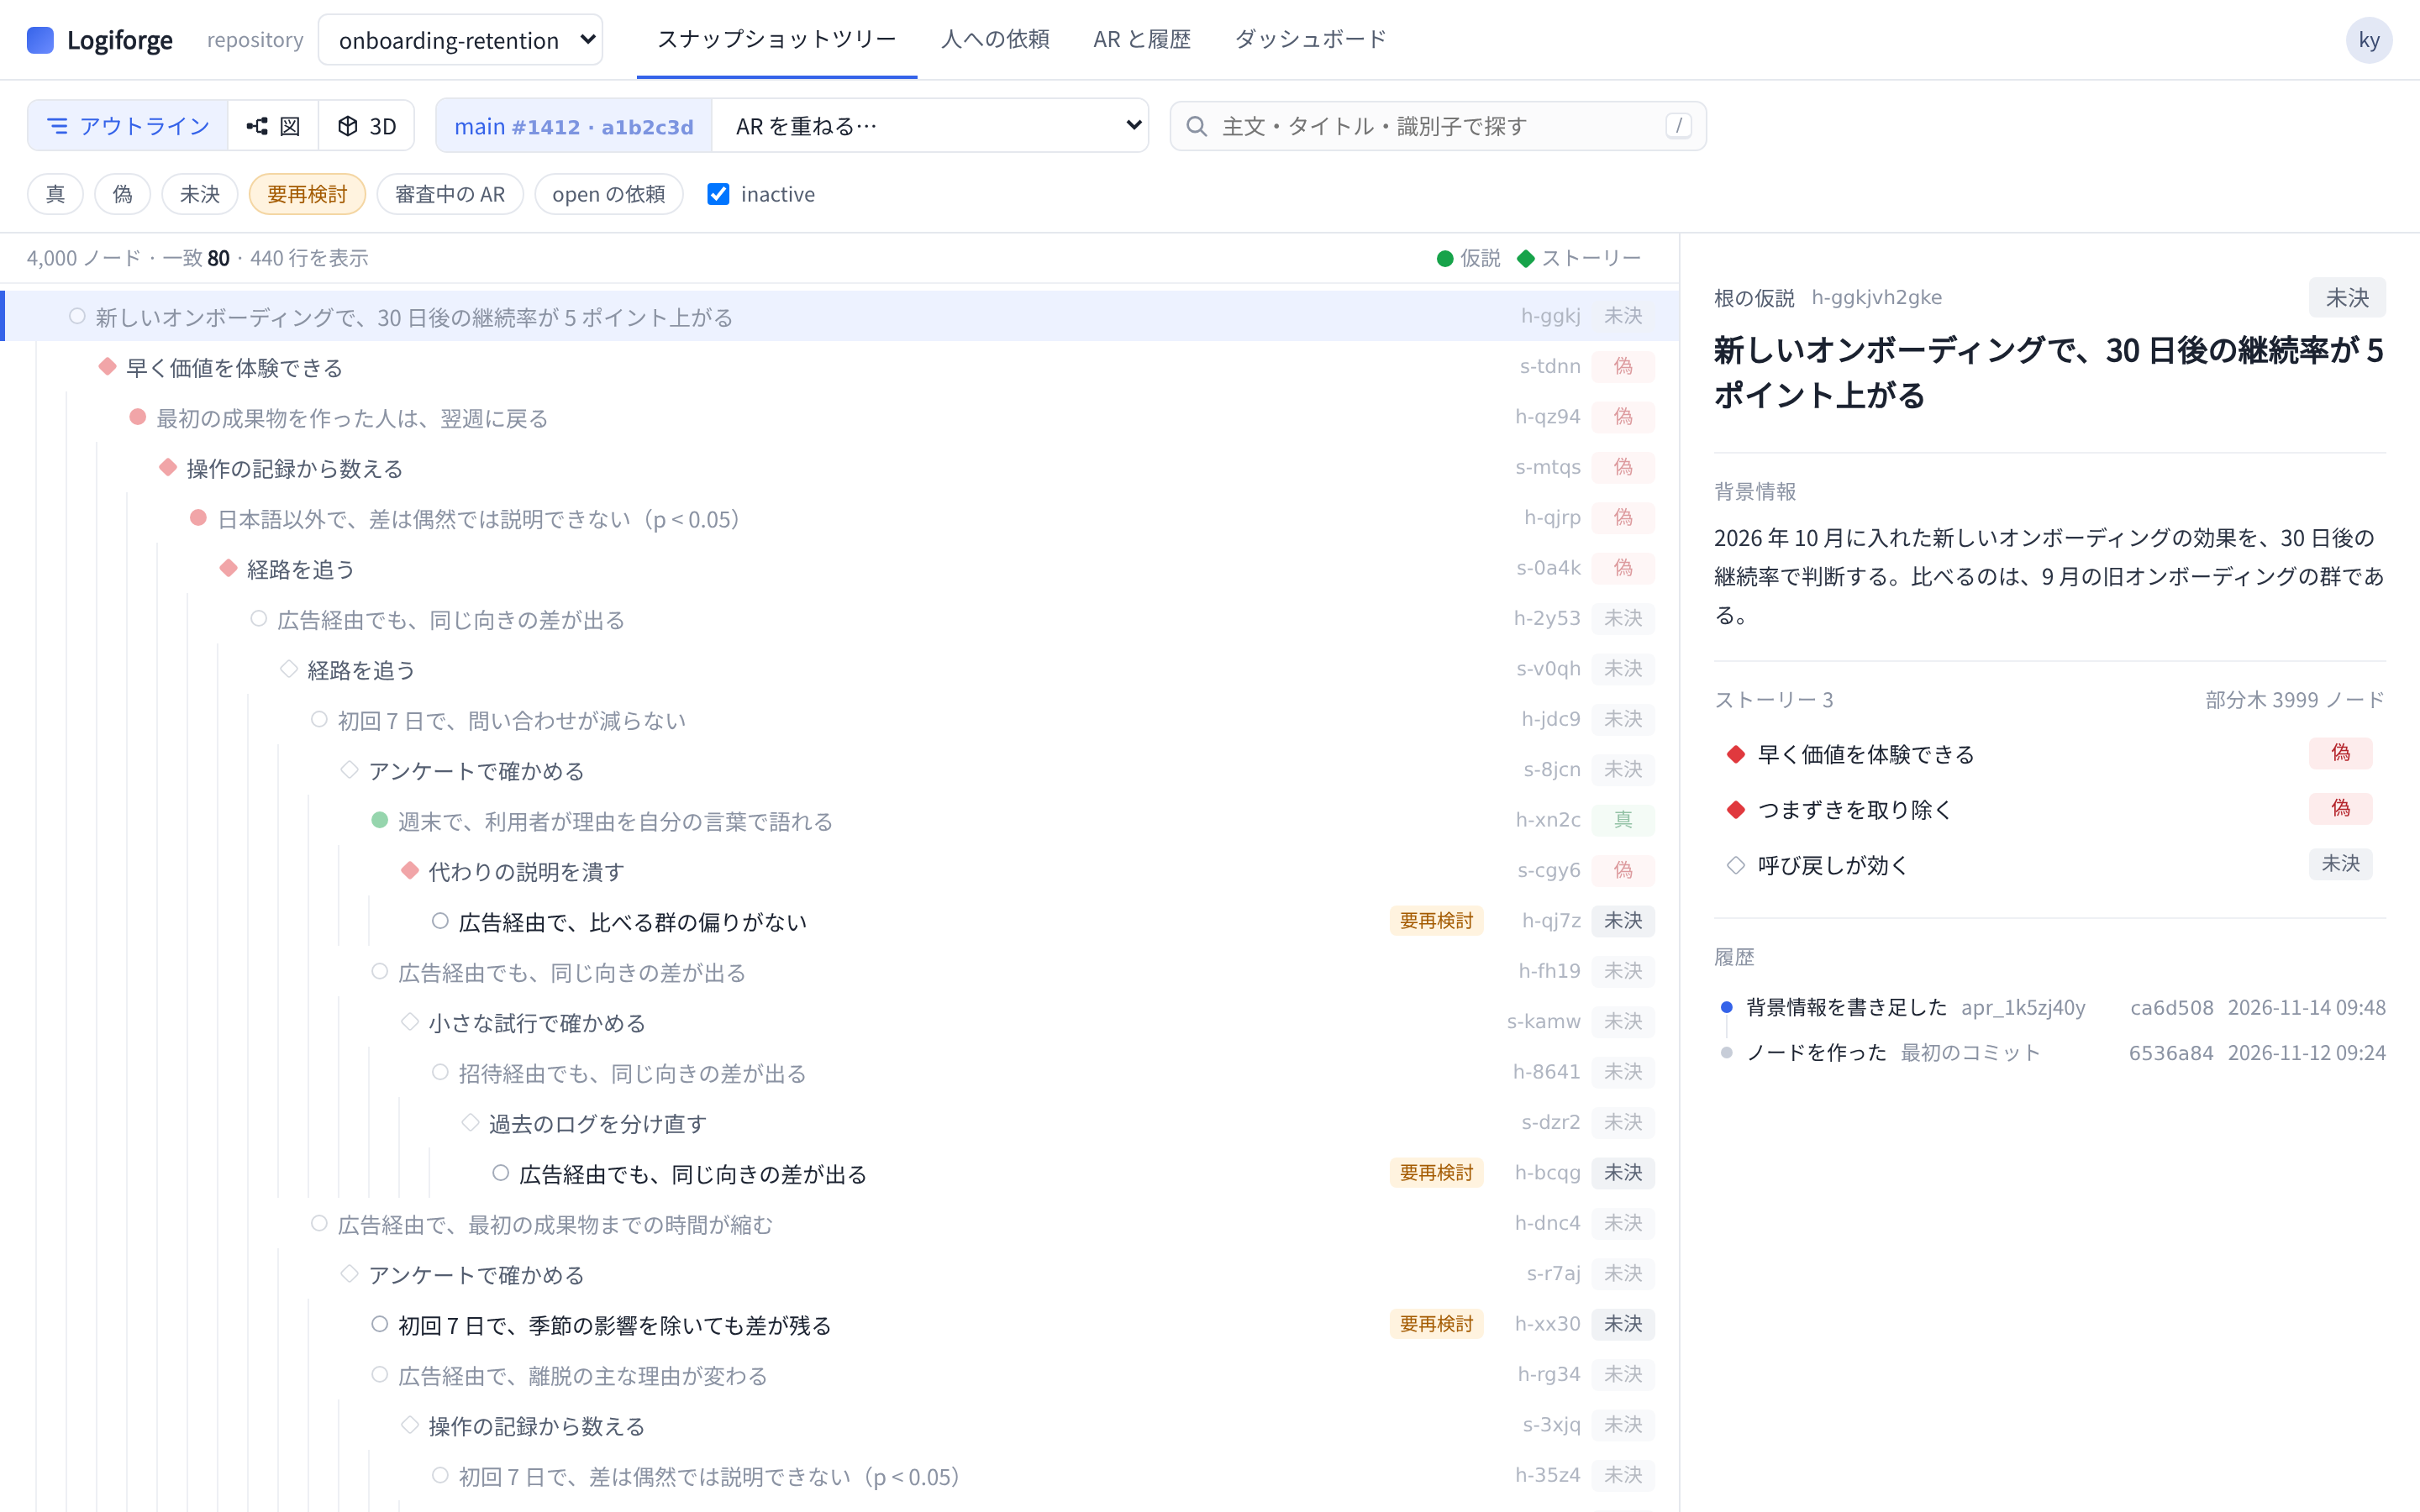 Logiforge repository onboarding-retention スナップショットツリー 人への依頼 AR と履歴 ダッシュボード ky
アウトライン 図 3D main #1412 · a1b2c3d AR を重ねる… 主文・タイトル・識別子で探す /
真 偽 未決 要再検討 審査中の AR open の依頼 inactive
4,000 ノード · 一致 80 · 440 行を表示 仮説 ストーリー
新しいオンボーディングで、30 日後の継続率が 5 ポイント上がる h-ggkj 未決
早く価値を体験できる s-tdnn 偽
最初の成果物を作った人は、翌週に戻る h-qz94 偽
操作の記録から数える s-mtqs 偽
日本語以外で、差は偶然では説明できない（p < 0.05） h-qjrp 偽
経路を追う s-0a4k 偽
広告経由でも、同じ向きの差が出る h-2y53 未決
経路を追う s-v0qh 未決
初回 7 日で、問い合わせが減らない h-jdc9 未決
アンケートで確かめる s-8jcn 未決
週末で、利用者が理由を自分の言葉で語れる h-xn2c 真
代わりの説明を潰す s-cgy6 偽
広告経由で、比べる群の偏りがない 要再検討 h-qj7z 未決
広告経由でも、同じ向きの差が出る h-fh19 未決
小さな試行で確かめる s-kamw 未決
招待経由でも、同じ向きの差が出る h-8641 未決
過去のログを分け直す s-dzr2 未決
広告経由でも、同じ向きの差が出る 要再検討 h-bcqg 未決
広告経由で、最初の成果物までの時間が縮む h-dnc4 未決
アンケートで確かめる s-r7aj 未決
初回 7 日で、季節の影響を除いても差が残る 要再検討 h-xx30 未決
広告経由で、離脱の主な理由が変わる h-rg34 未決
操作の記録から数える s-3xjq 未決
初回 7 日で、差は偶然では説明できない（p < 0.05） h-35z4 未決
根の仮説 h-ggkjvh2gke 未決
新しいオンボーディングで、30 日後の継続率が 5
ポイント上がる
背景情報
2026 年 10 月に入れた新しいオンボーディングの効果を、30 日後の
継続率で判断する。比べるのは、9 月の旧オンボーディングの群であ
る。
ストーリー 3 部分木 3999 ノード
早く価値を体験できる 偽
つまずきを取り除く 偽
呼び戻しが効く 未決
履歴
背景情報を書き足した apr_1k5zj40y ca6d508 2026-11-14 09:48
ノードを作った 最初のコミット 6536a84 2026-11-12 09:24